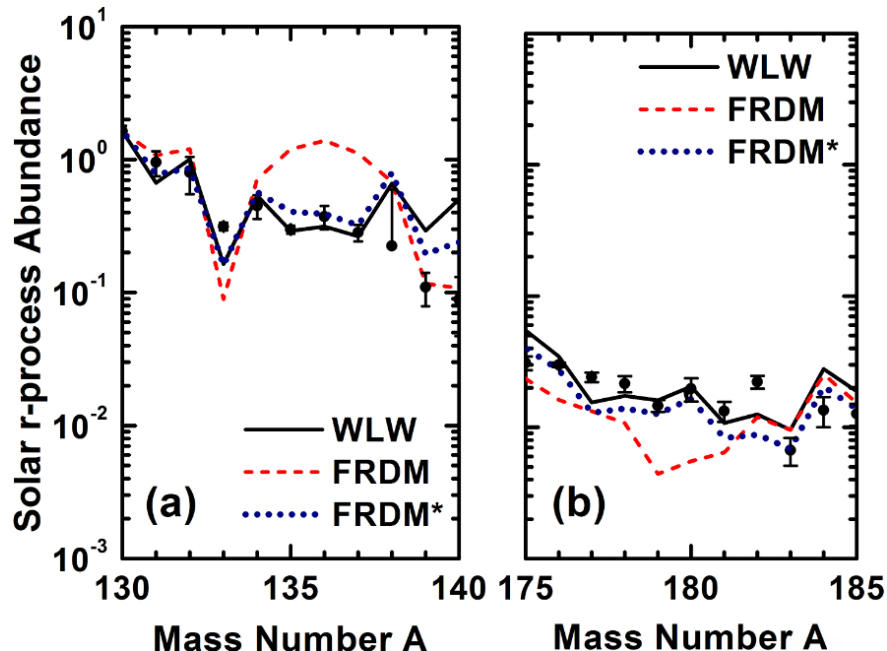 Solar r-process Abundance
10^1
10^0
10^-1
10^-2
10^-3
WLW
FRDM
FRDM*
(a)
130
135
140
Mass Number A
WLW
FRDM
FRDM*
(b)
175
180
185
Mass Number A